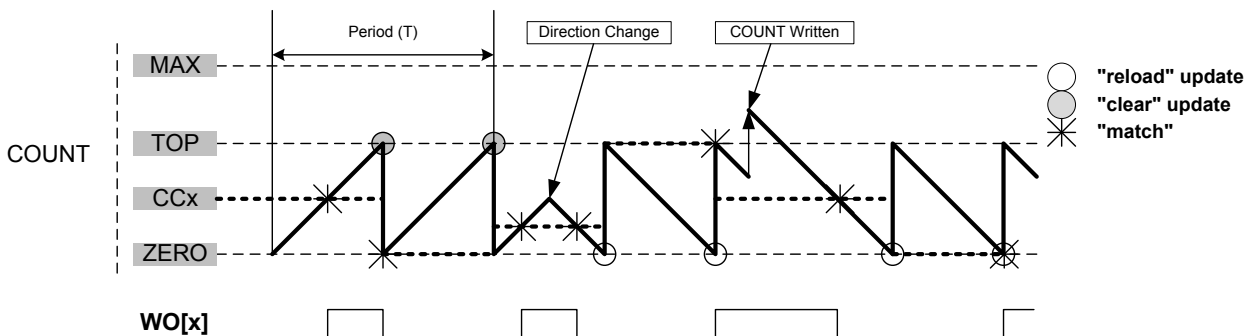 Period (T)
Direction Change
COUNT Written
MAX
"reload" update
"clear" update
TOP
"match"
COUNT
CCx
ZERO
WO[x]